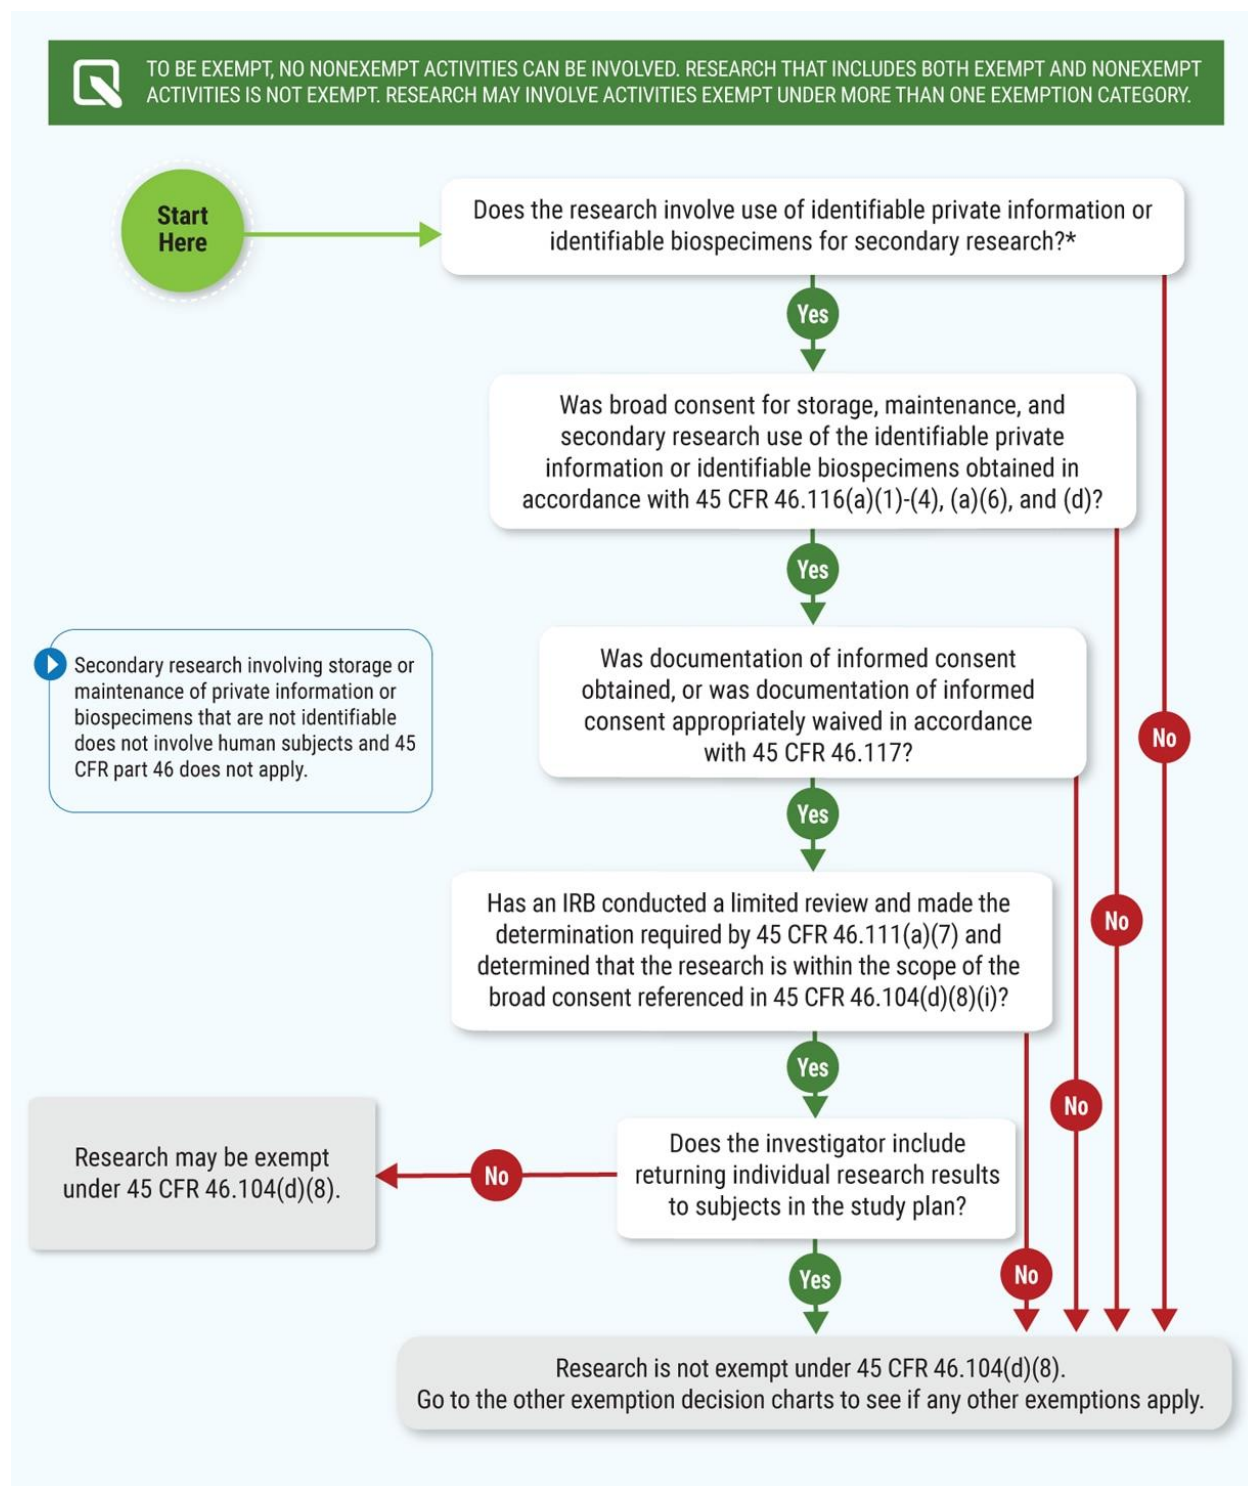 TO BE EXEMPT, NO NONEXEMPT ACTIVITIES CAN BE INVOLVED. RESEARCH THAT INCLUDES BOTH EXEMPT AND NONEXEMPT
ACTIVITIES IS NOT EXEMPT. RESEARCH MAY INVOLVE ACTIVITIES EXEMPT UNDER MORE THAN ONE EXEMPTION CATEGORY.
Start
Here
Does the research involve use of identifiable private information or
identifiable biospecimens for secondary research?*
Yes
Was broad consent for storage, maintenance, and
secondary research use of the identifiable private
information or identifiable biospecimens obtained in
accordance with 45 CFR 46.116(a)(1)-(4), (a)(6), and (d)?
Yes
Secondary research involving storage or
maintenance of private information or
biospecimens that are not identifiable
does not involve human subjects and 45
CFR part 46 does not apply.
Was documentation of informed consent
obtained, or was documentation of informed
consent appropriately waived in accordance
with 45 CFR 46.117?
No
Yes
Has an IRB conducted a limited review and made the
determination required by 45 CFR 46.111(a)(7) and
determined that the research is within the scope of the
broad consent referenced in 45 CFR 46.104(d)(8)(i)?
No
Yes
No
Research may be exempt
under 45 CFR 46.104(d)(8).
No
Does the investigator include
returning individual research results
to subjects in the study plan?
Yes
No
Research is not exempt under 45 CFR 46.104(d)(8).
Go to the other exemption decision charts to see if any other exemptions apply.